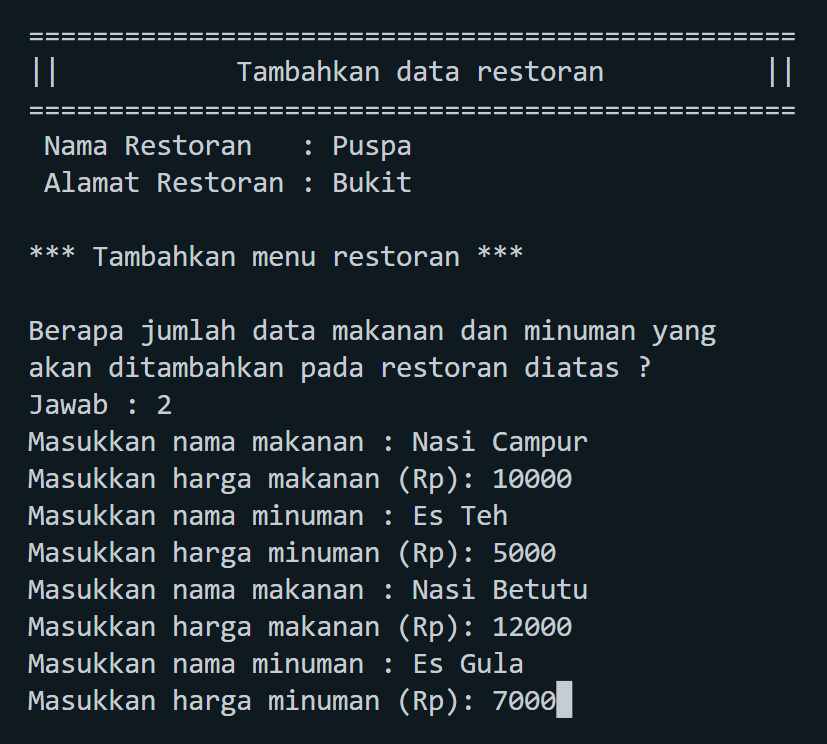 ================================================
||           Tambahkan data restoran          ||
================================================
Nama Restoran   : Puspa
Alamat Restoran : Bukit
*** Tambahkan menu restoran ***
Berapa jumlah data makanan dan minuman yang
akan ditambahkan pada restoran diatas ?
Jawab : 2
Masukkan nama makanan : Nasi Campur
Masukkan harga makanan (Rp): 10000
Masukkan nama minuman : Es Teh
Masukkan harga minuman (Rp): 5000
Masukkan nama makanan : Nasi Betutu
Masukkan harga makanan (Rp): 12000
Masukkan nama minuman : Es Gula
Masukkan harga minuman (Rp): 7000